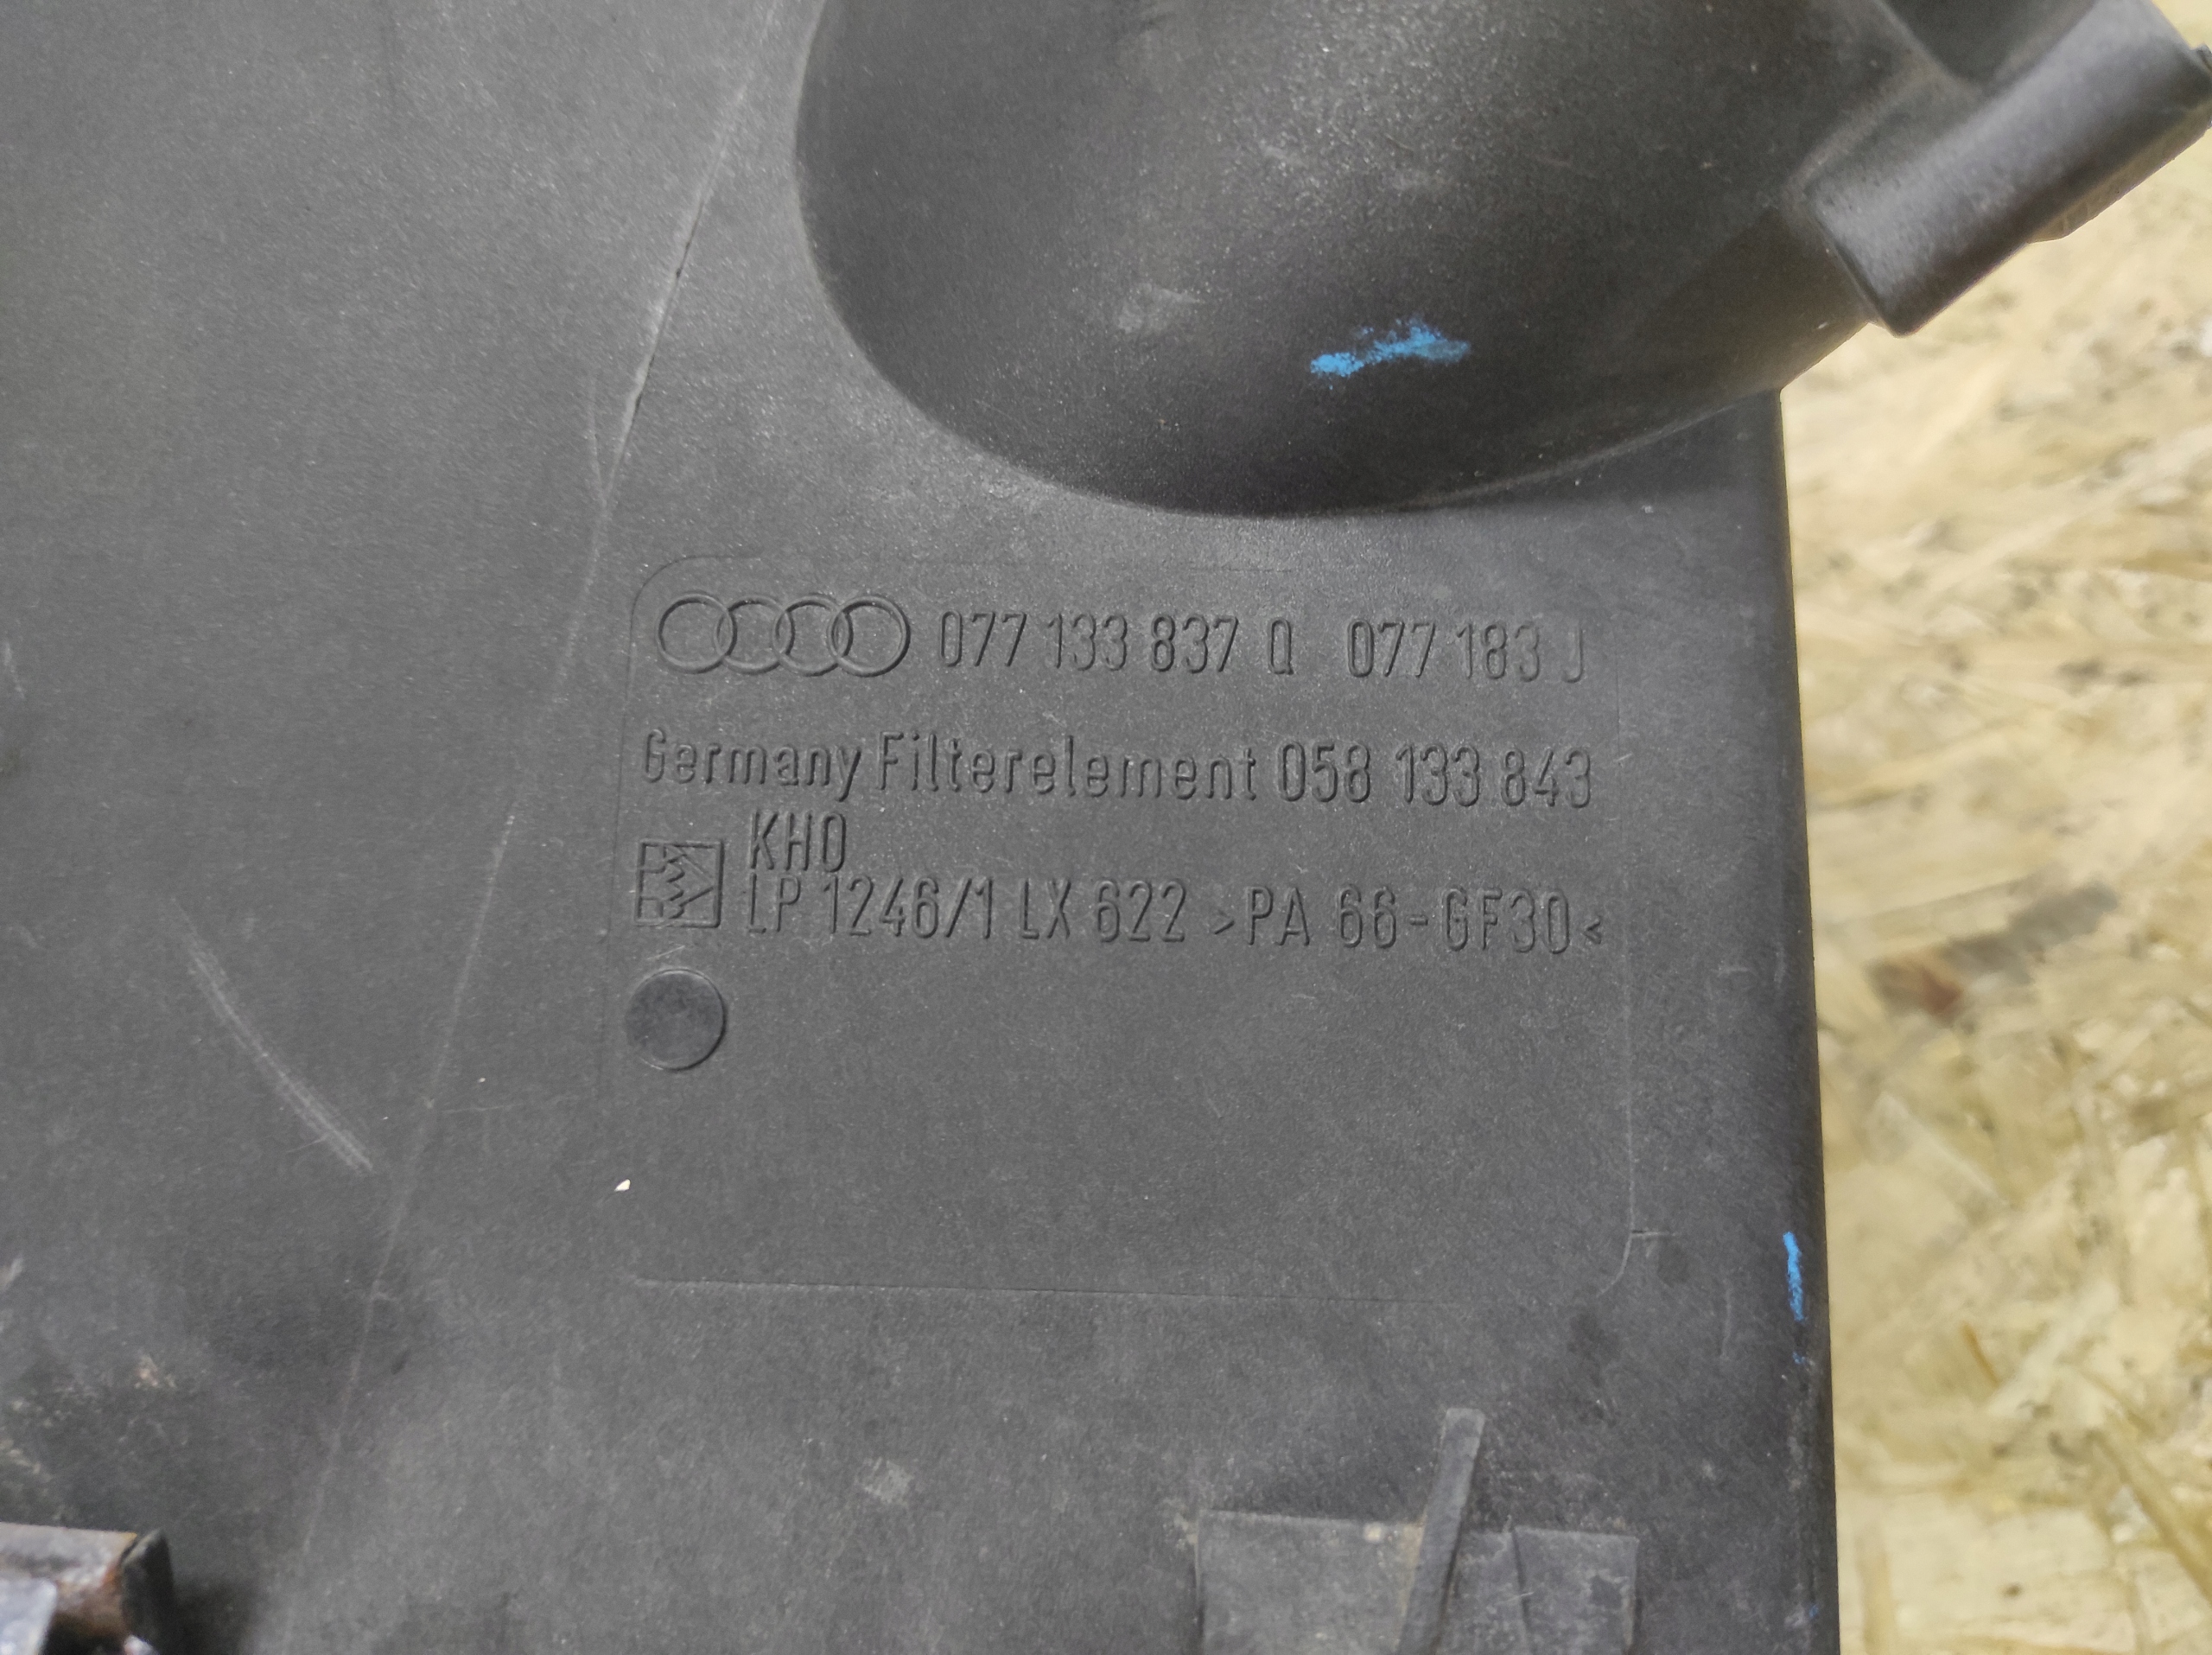 077 133 837 Q 077 183 J
Germany Filterelement 058 133 843
KHO
LP 1246/1 LX 622 >PA 66-GF30<